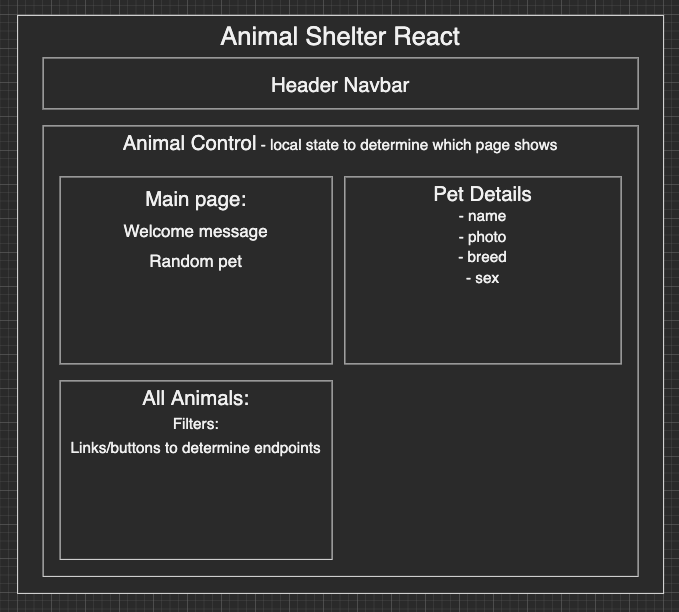 Animal Shelter React
Header Navbar
Animal Control - local state to determine which page shows
Main page:
Welcome message
Random pet
Pet Details
- name
- photo
- breed
- sex
All Animals:
Filters:
Links/buttons to determine endpoints